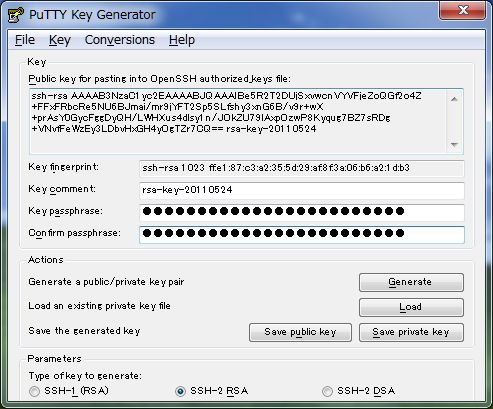 PuTTY Key Generator
File Key Conversions Help
Key
Public key for pasting into OpenSSH authorized_keys file:
ssh-rsa AAAAB3NzaC1yc2EAAAABJQAAAIBe5R2T2DUjSxvwcnVYVFjeZoQGf2o4Z
+FFxFRbcRe5NU6BJmai/mr9jYFT2Sp5SLfshy3xnG6B/v9r+wX
+prAsY0GycFggDyQH/LWHXus4dlsy1n/JOkZU79IAxpOzwP8Kyqug7BZ7sRDg
+VNvfFeWzEy3LDbvHxGH4yOgTZr7CQ== rsa-key-20110524
Key fingerprint: ssh-rsa 1023 ffe1:87:c3:a2:35:5d:29:af:8f:3a:06:b6:a2:1d:b3
Key comment: rsa-key-20110524
Key passphrase: ●●●●●●●●●●●●●●●●●●●●●●●●
Confirm passphrase: ●●●●●●●●●●●●●●●●●●●●●●●●
Actions
Generate a public/private key pair Generate
Load an existing private key file Load
Save the generated key Save public key Save private key
Parameters
Type of key to generate:
SSH-1 (RSA) SSH-2 RSA SSH-2 DSA